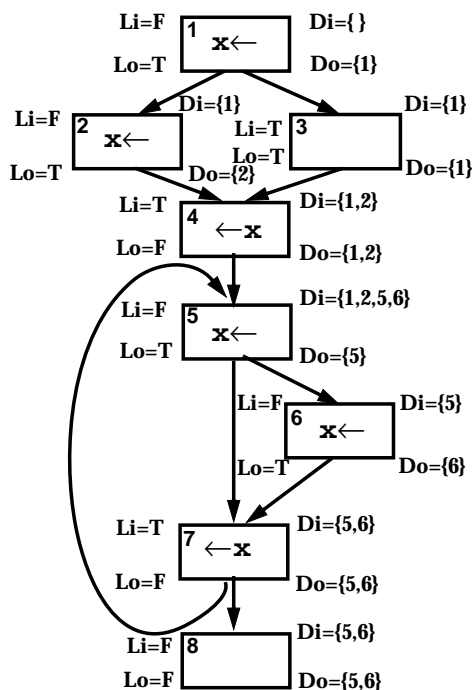 Li=F
1
x←
Di={ }
Lo=T
Do={1}
Di={1}
Di={1}
Li=F
2
x←
Li=T
3
Lo=T
Lo=T
Do={2}
Do={1}
Li=T
4
←x
Di={1,2}
Lo=F
Do={1,2}
Li=F
5
x←
Di={1,2,5,6}
Lo=T
Do={5}
Li=F
6
x←
Di={5}
Lo=T
Do={6}
Li=T
7
←x
Di={5,6}
Lo=F
Do={5,6}
Li=F
8
Di={5,6}
Lo=F
Do={5,6}